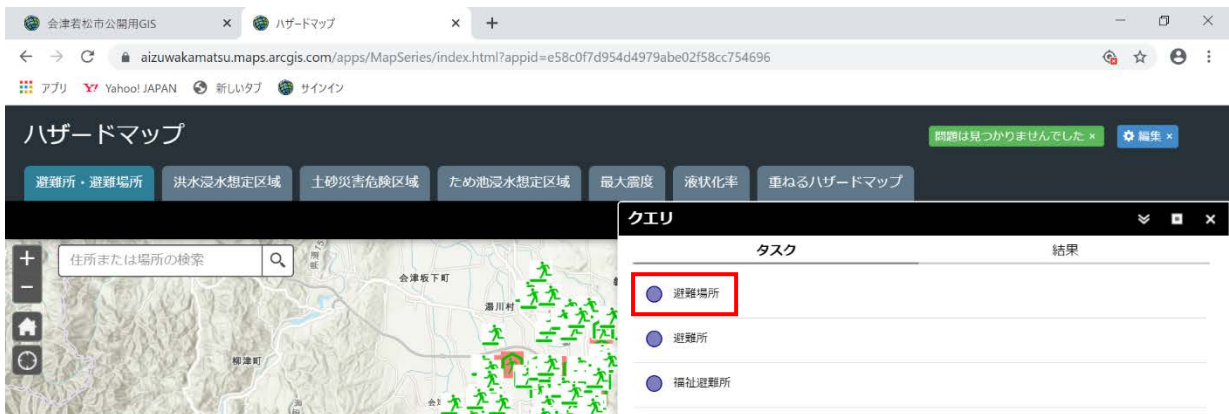 会津若松市公開用GIS
ハザードマップ
aizuwakamatsu.maps.arcgis.com/apps/MapSeries/index.html?appid=e58c0f7d954d4979abe02f58cc754696
アプリ Yahoo! JAPAN 新しいタブ サインイン
ハザードマップ
問題は見つかりませんでした ×
編集 ×
避難所・避難場所 洪水浸水想定区域 土砂災害危険区域 ため池浸水想定区域 最大震度 液状化率 重ねるハザードマップ
クエリ
タスク 結果
住所または場所の検索
会津坂下町
避難場所
湯川村
避難所
柳津町
福祉避難所